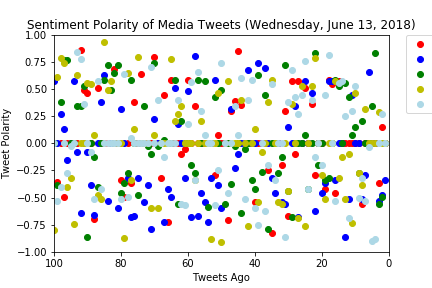 Sentiment Polarity of Media Tweets (Wednesday, June 13, 2018)
Tweet Polarity
1.00
0.75
0.50
0.25
0.00
−0.25
−0.50
−0.75
−1.00
100 80 60 40 20 0
Tweets Ago